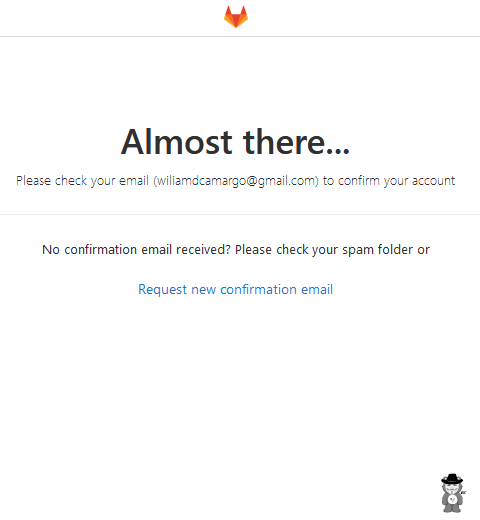 Almost there...
Please check your email (wiliamdcamargo@gmail.com) to confirm your account
No confirmation email received? Please check your spam folder or
Request new confirmation email